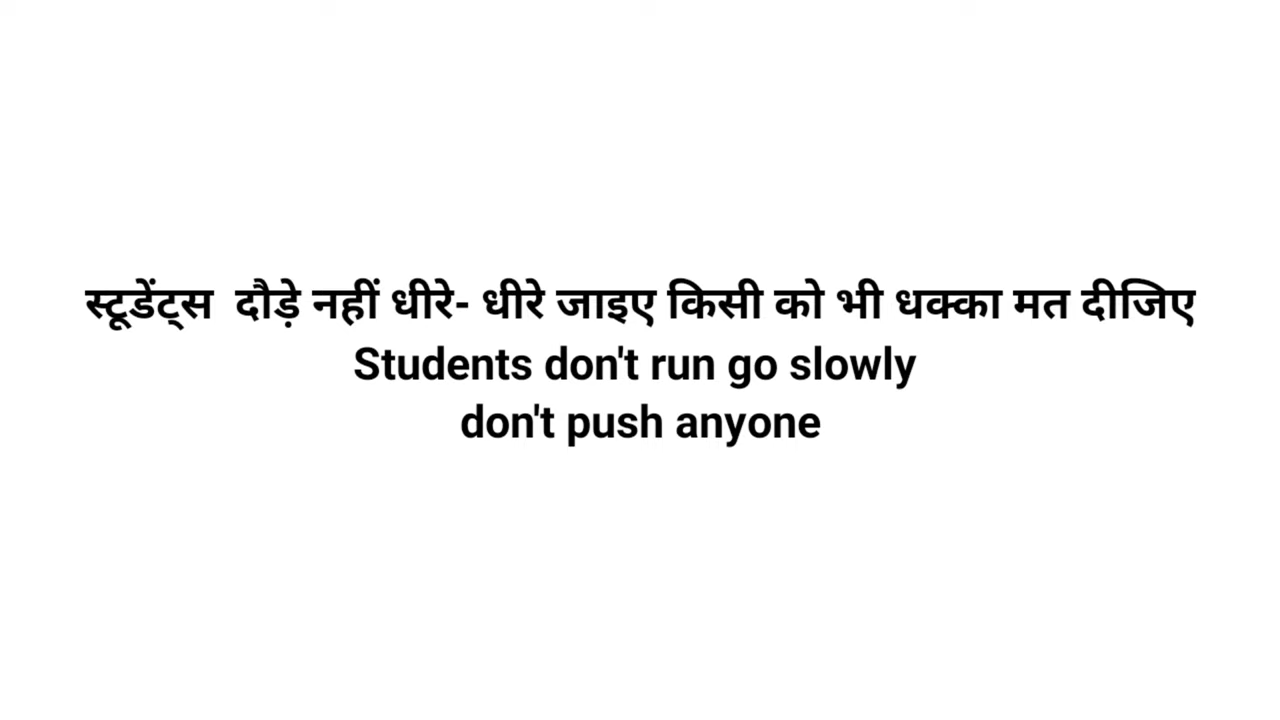 स्टूडेंट्स  दौड़े नहीं धीरे- धीरे जाइए किसी को भी धक्का मत दीजिए
Students don't run go slowly
don't push anyone